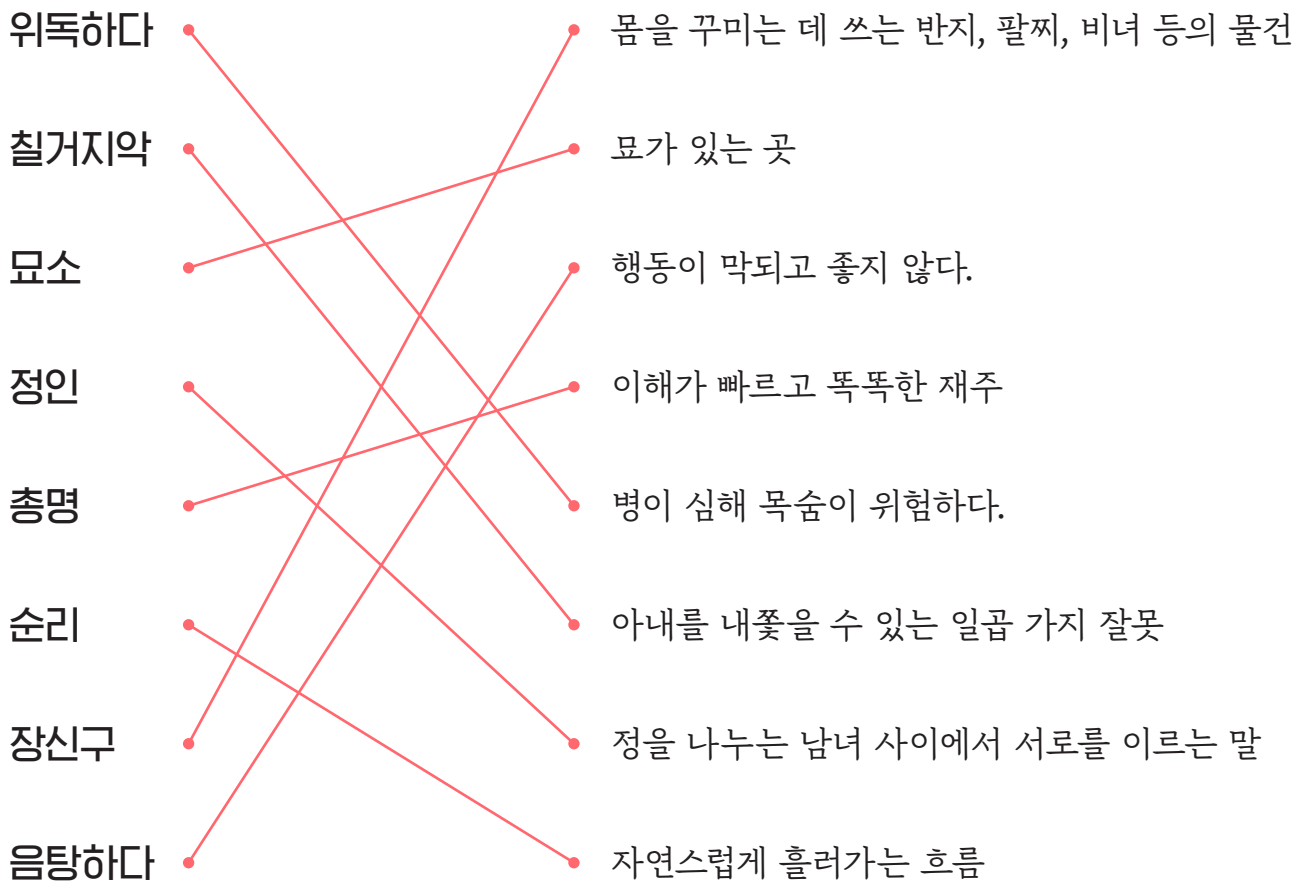 위독하다 몸을 꾸미는 데 쓰는 반지, 팔찌, 비녀 등의 물건
칠거지악 묘가 있는 곳
묘소 행동이 막되고 좋지 않다.
정인 이해가 빠르고 똑똑한 재주
총명 병이 심해 목숨이 위험하다.
순리 아내를 내쫓을 수 있는 일곱 가지 잘못
장신구 정을 나누는 남녀 사이에서 서로를 이르는 말
음탕하다 자연스럽게 흘러가는 흐름